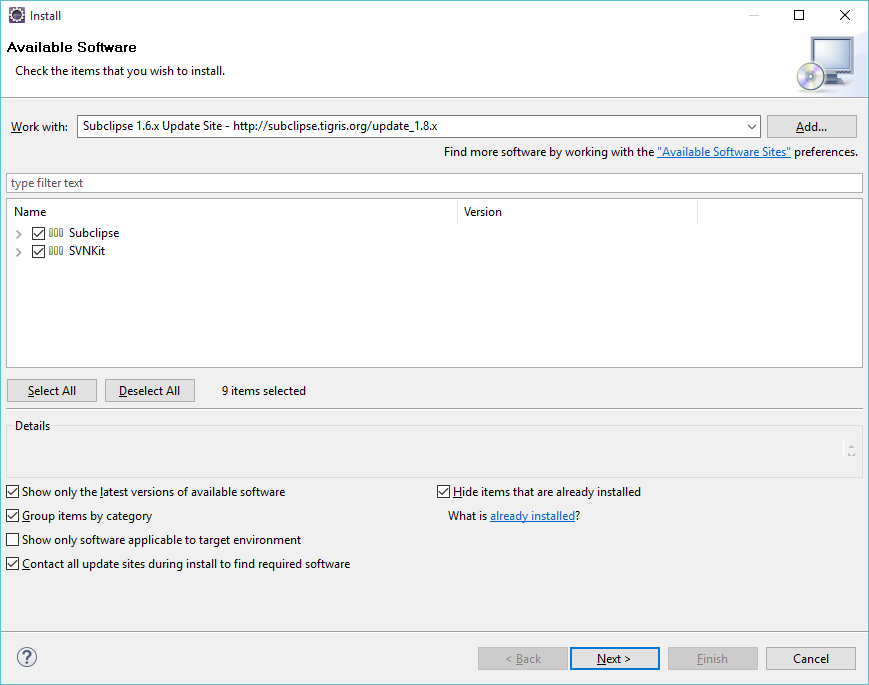 Install
Available Software
Check the items that you wish to install.
Work with: Subclipse 1.6.x Update Site - http://subclipse.tigris.org/update_1.8.x Add...
Find more software by working with the "Available Software Sites" preferences.
type filter text
Name Version
Subclipse
SVNKit
Select All Deselect All 9 items selected
Details
Show only the latest versions of available software Hide items that are already installed
Group items by category What is already installed?
Show only software applicable to target environment
Contact all update sites during install to find required software
? < Back Next > Finish Cancel